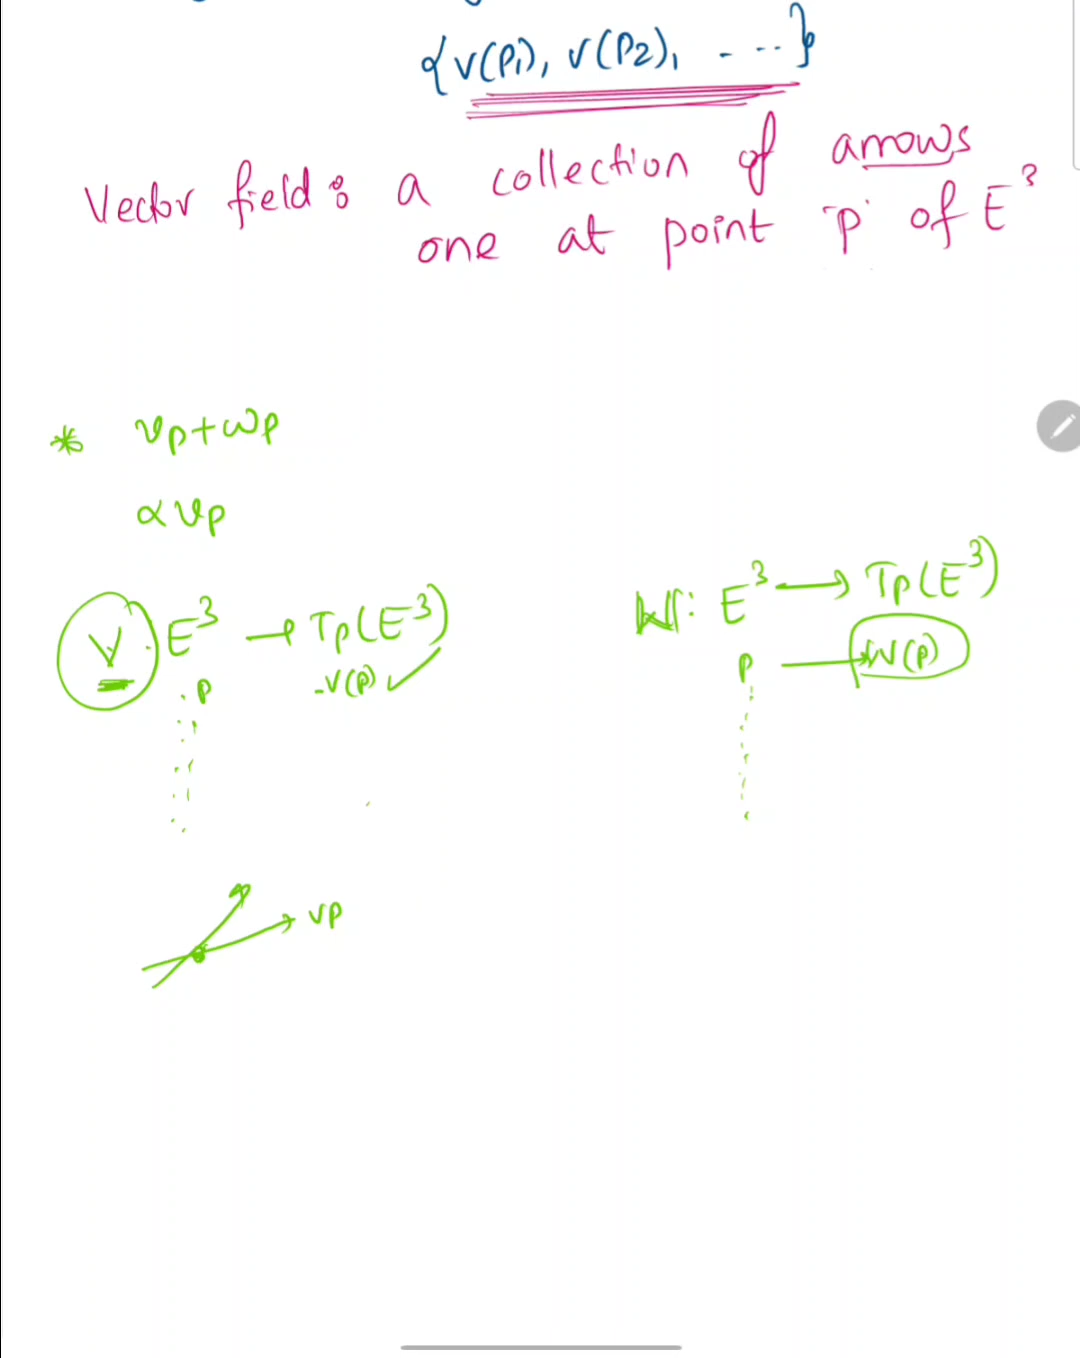 {v(p₁), v(p₂), - - - -}
Vector field : a collection of arrows
one at point "p" of E³
* vp+wp
αvp
V: E³ → Tp(E³)
p v(p) ✓
W: E³ → Tp(E³)
p → W(p)
vp